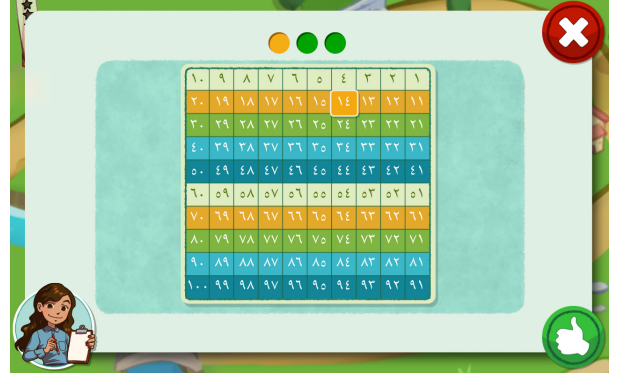 ١ ٢ ٣ ٤ ٥ ٦ ٧ ٨ ٩ ١٠
١١ ١٢ ١٣ ١٤ ١٥ ١٦ ١٧ ١٨ ١٩ ٢٠
٢١ ٢٢ ٢٣ ٢٤ ٢٥ ٢٦ ٢٧ ٢٨ ٢٩ ٣٠
٣١ ٣٢ ٣٣ ٣٤ ٣٥ ٣٦ ٣٧ ٣٨ ٣٩ ٤٠
٤١ ٤٢ ٤٣ ٤٤ ٤٥ ٤٦ ٤٧ ٤٨ ٤٩ ٥٠
٥١ ٥٢ ٥٣ ٥٤ ٥٥ ٥٦ ٥٧ ٥٨ ٥٩ ٦٠
٦١ ٦٢ ٦٣ ٦٤ ٦٥ ٦٦ ٦٧ ٦٨ ٦٩ ٧٠
٧١ ٧٢ ٧٣ ٧٤ ٧٥ ٧٦ ٧٧ ٧٨ ٧٩ ٨٠
٨١ ٨٢ ٨٣ ٨٤ ٨٥ ٨٦ ٨٧ ٨٨ ٨٩ ٩٠
٩١ ٩٢ ٩٣ ٩٤ ٩٥ ٩٦ ٩٧ ٩٨ ٩٩ ١٠٠